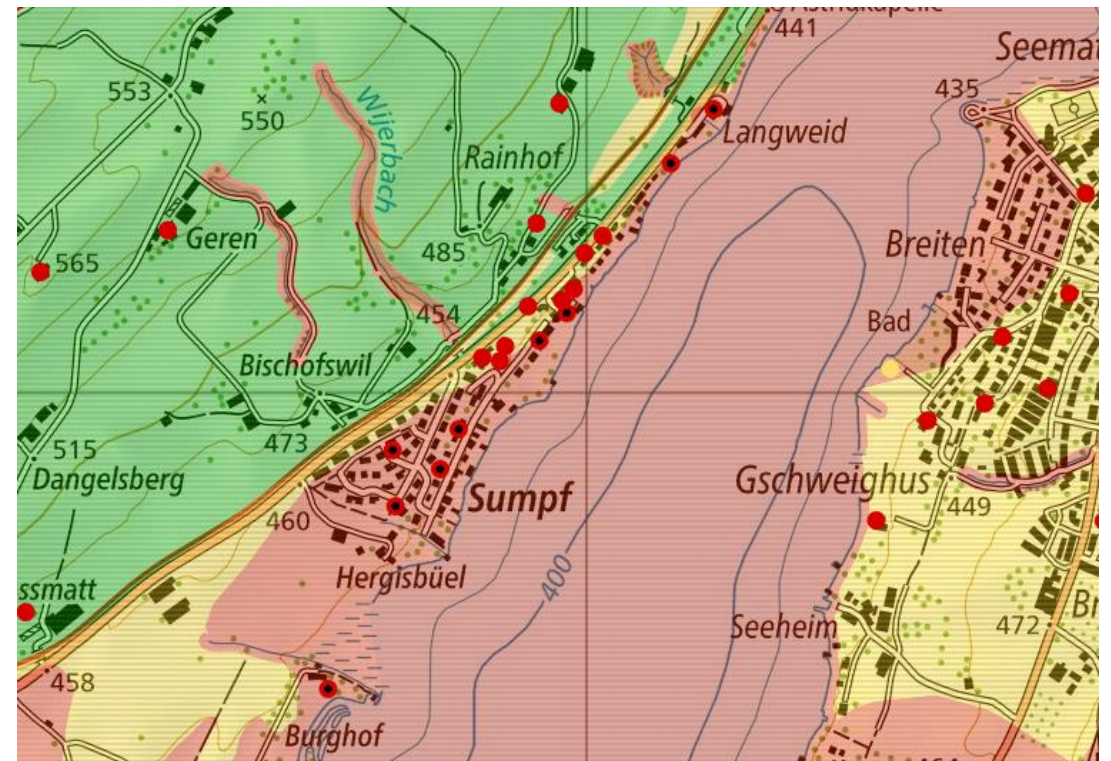 441
Seemat
553
550
Wijerbach
435
Langweid
Rainhof
Geren
565
485
Breiten
454
Bad
Bischofswil
515
473
Dangelsberg
Gschweighus
449
Sumpf
460
Hergisbüel
400
ssmatt
Seeheim
472
Br
458
Burghof